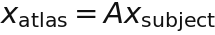 x_atlas = Ax_subject